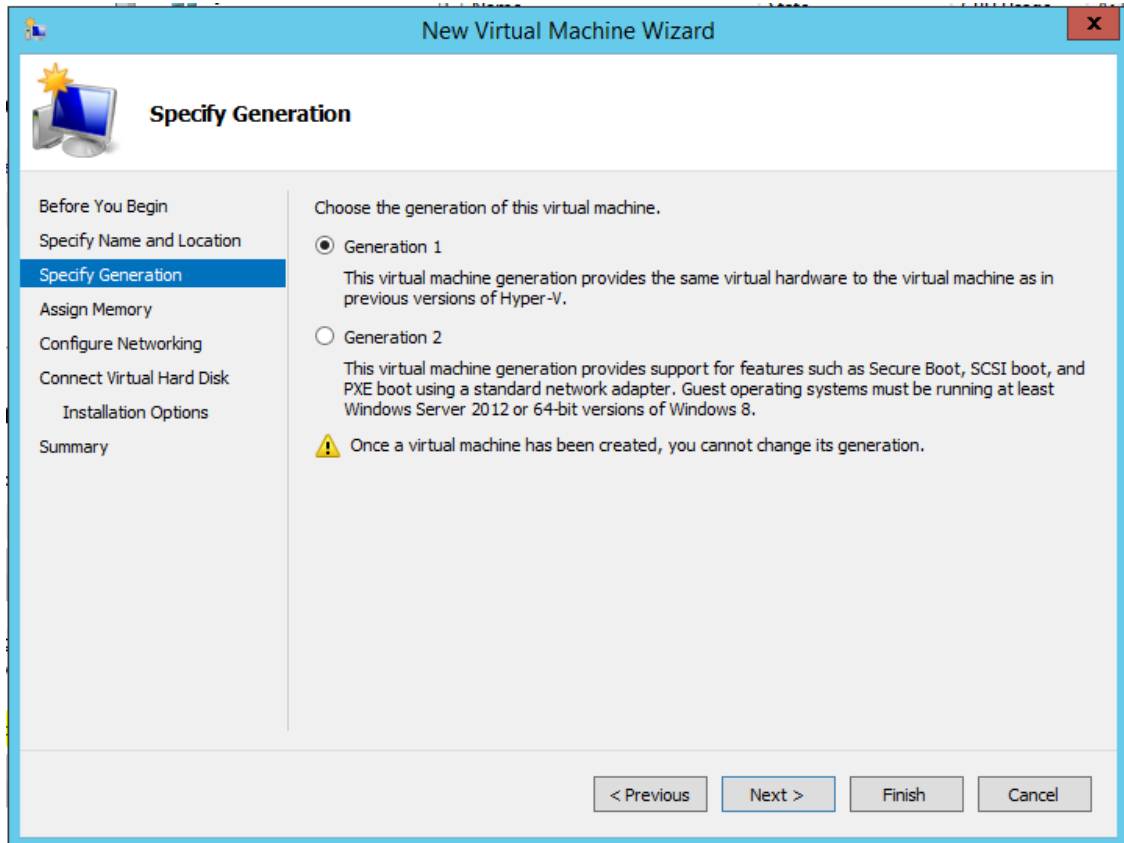 New Virtual Machine Wizard
x
Specify Generation
Before You Begin
Specify Name and Location
Specify Generation
Assign Memory
Configure Networking
Connect Virtual Hard Disk
Installation Options
Summary
Choose the generation of this virtual machine.
Generation 1
This virtual machine generation provides the same virtual hardware to the virtual machine as in
previous versions of Hyper-V.
Generation 2
This virtual machine generation provides support for features such as Secure Boot, SCSI boot, and
PXE boot using a standard network adapter. Guest operating systems must be running at least
Windows Server 2012 or 64-bit versions of Windows 8.
Once a virtual machine has been created, you cannot change its generation.
< Previous
Next >
Finish
Cancel